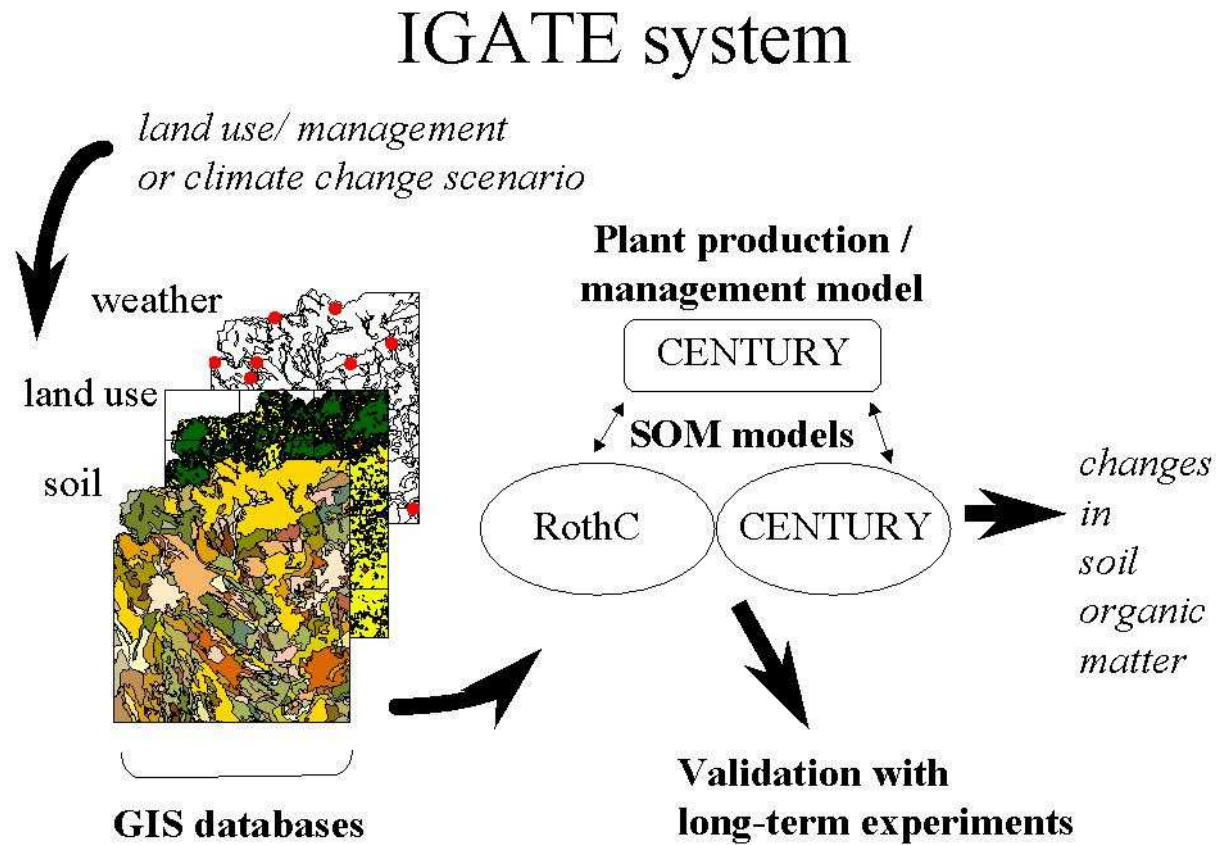 IGATE system
land use/ management
or climate change scenario
weather
land use
soil
GIS databases
Plant production /
management model
CENTURY
SOM models
RothC
CENTURY
changes
in
soil
organic
matter
Validation with
long-term experiments